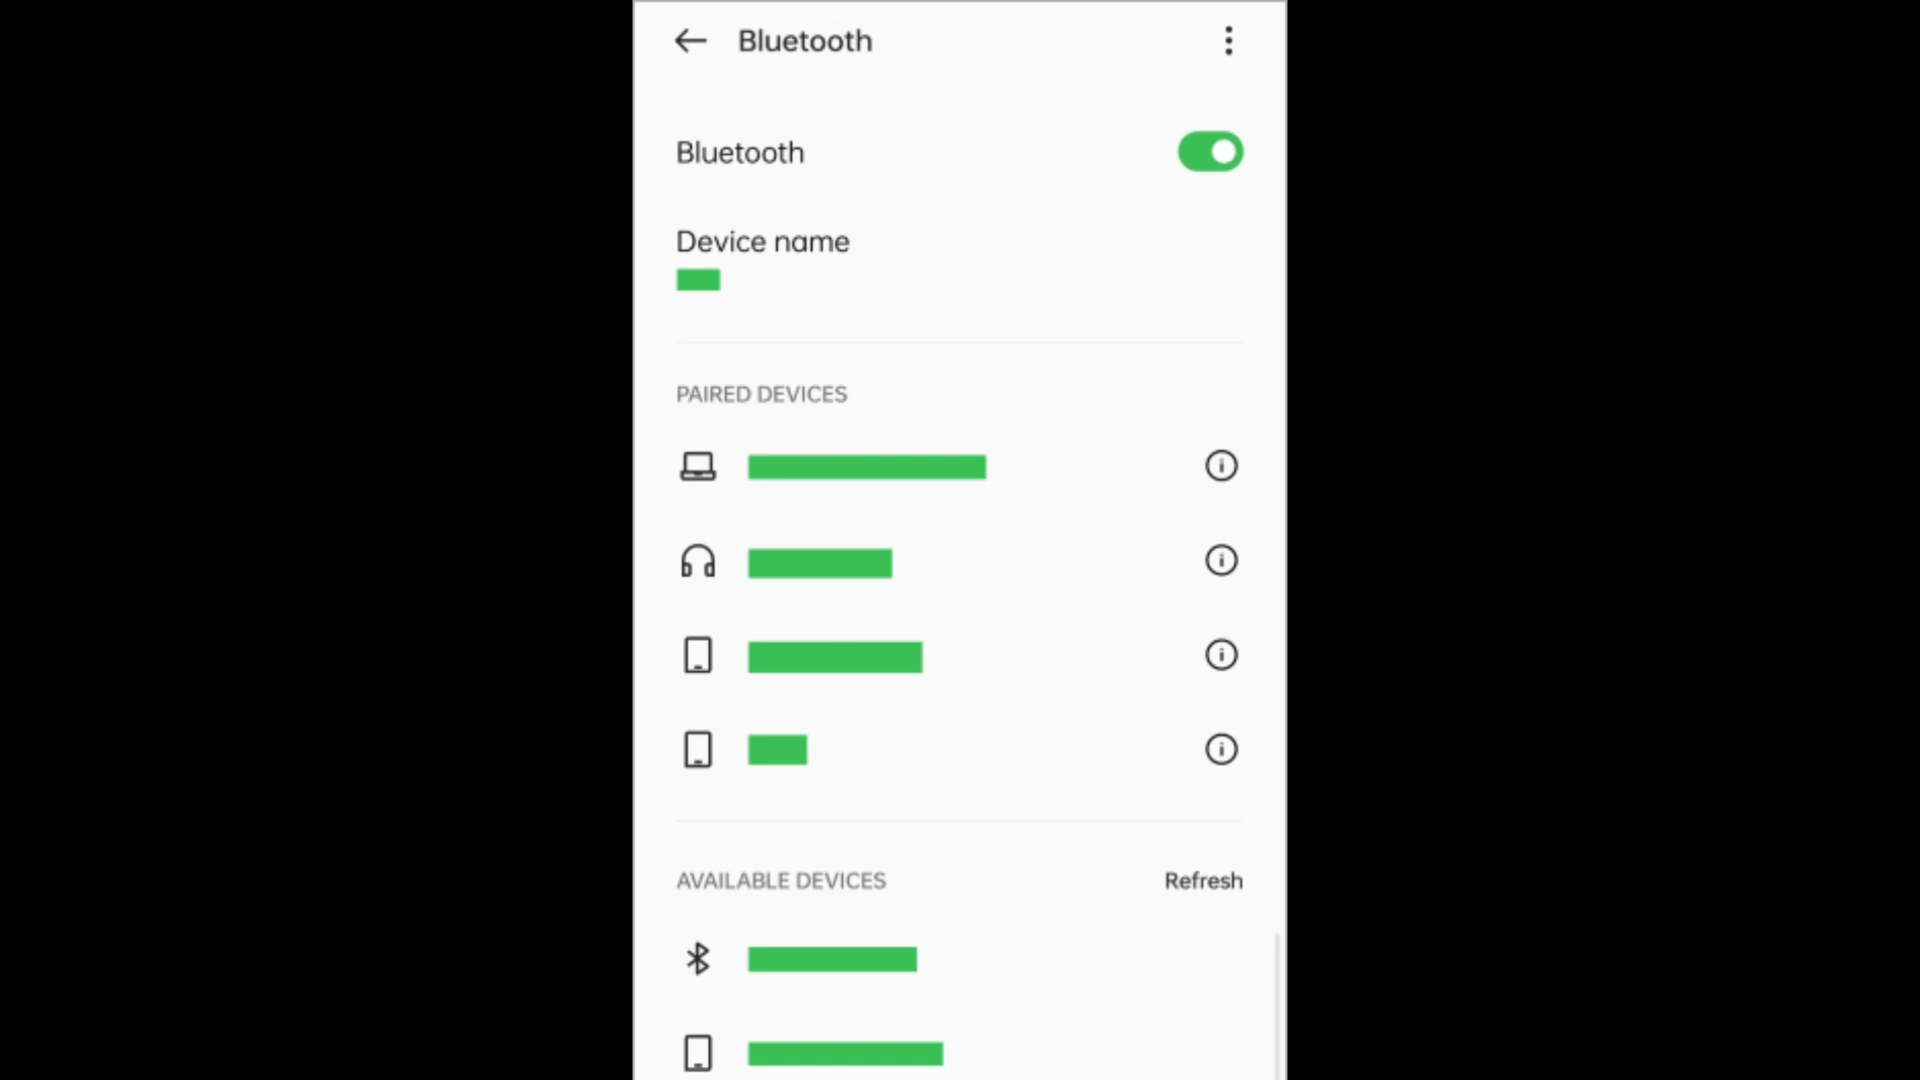 Bluetooth
Bluetooth
Device name
PAIRED DEVICES
AVAILABLE DEVICES
Refresh